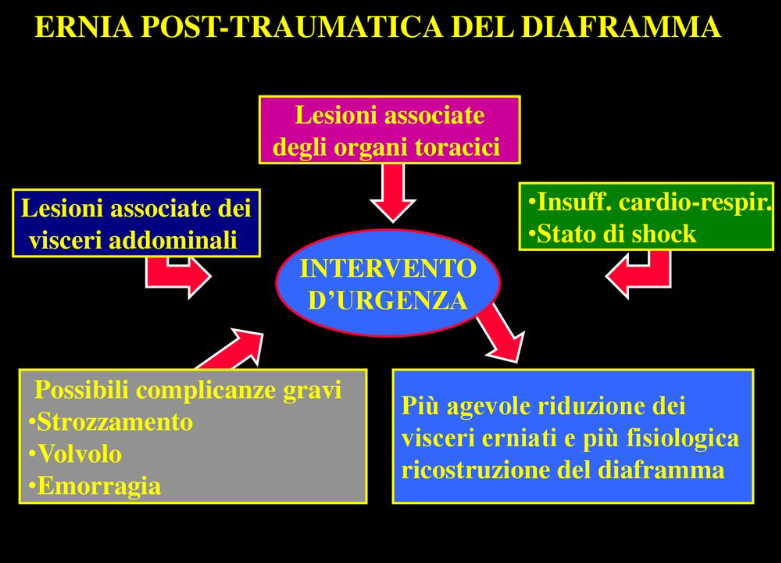 ERNIA POST-TRAUMATICA DEL DIAFRAMMA
Lesioni associate
degli organi toracici
Lesioni associate dei
visceri addominali
•Insuff. cardio-respir.
•Stato di shock
INTERVENTO
D’URGENZA
Possibili complicanze gravi
•Strozzamento
•Volvolo
•Emorragia
Più agevole riduzione dei
visceri erniati e più fisiologica
ricostruzione del diaframma